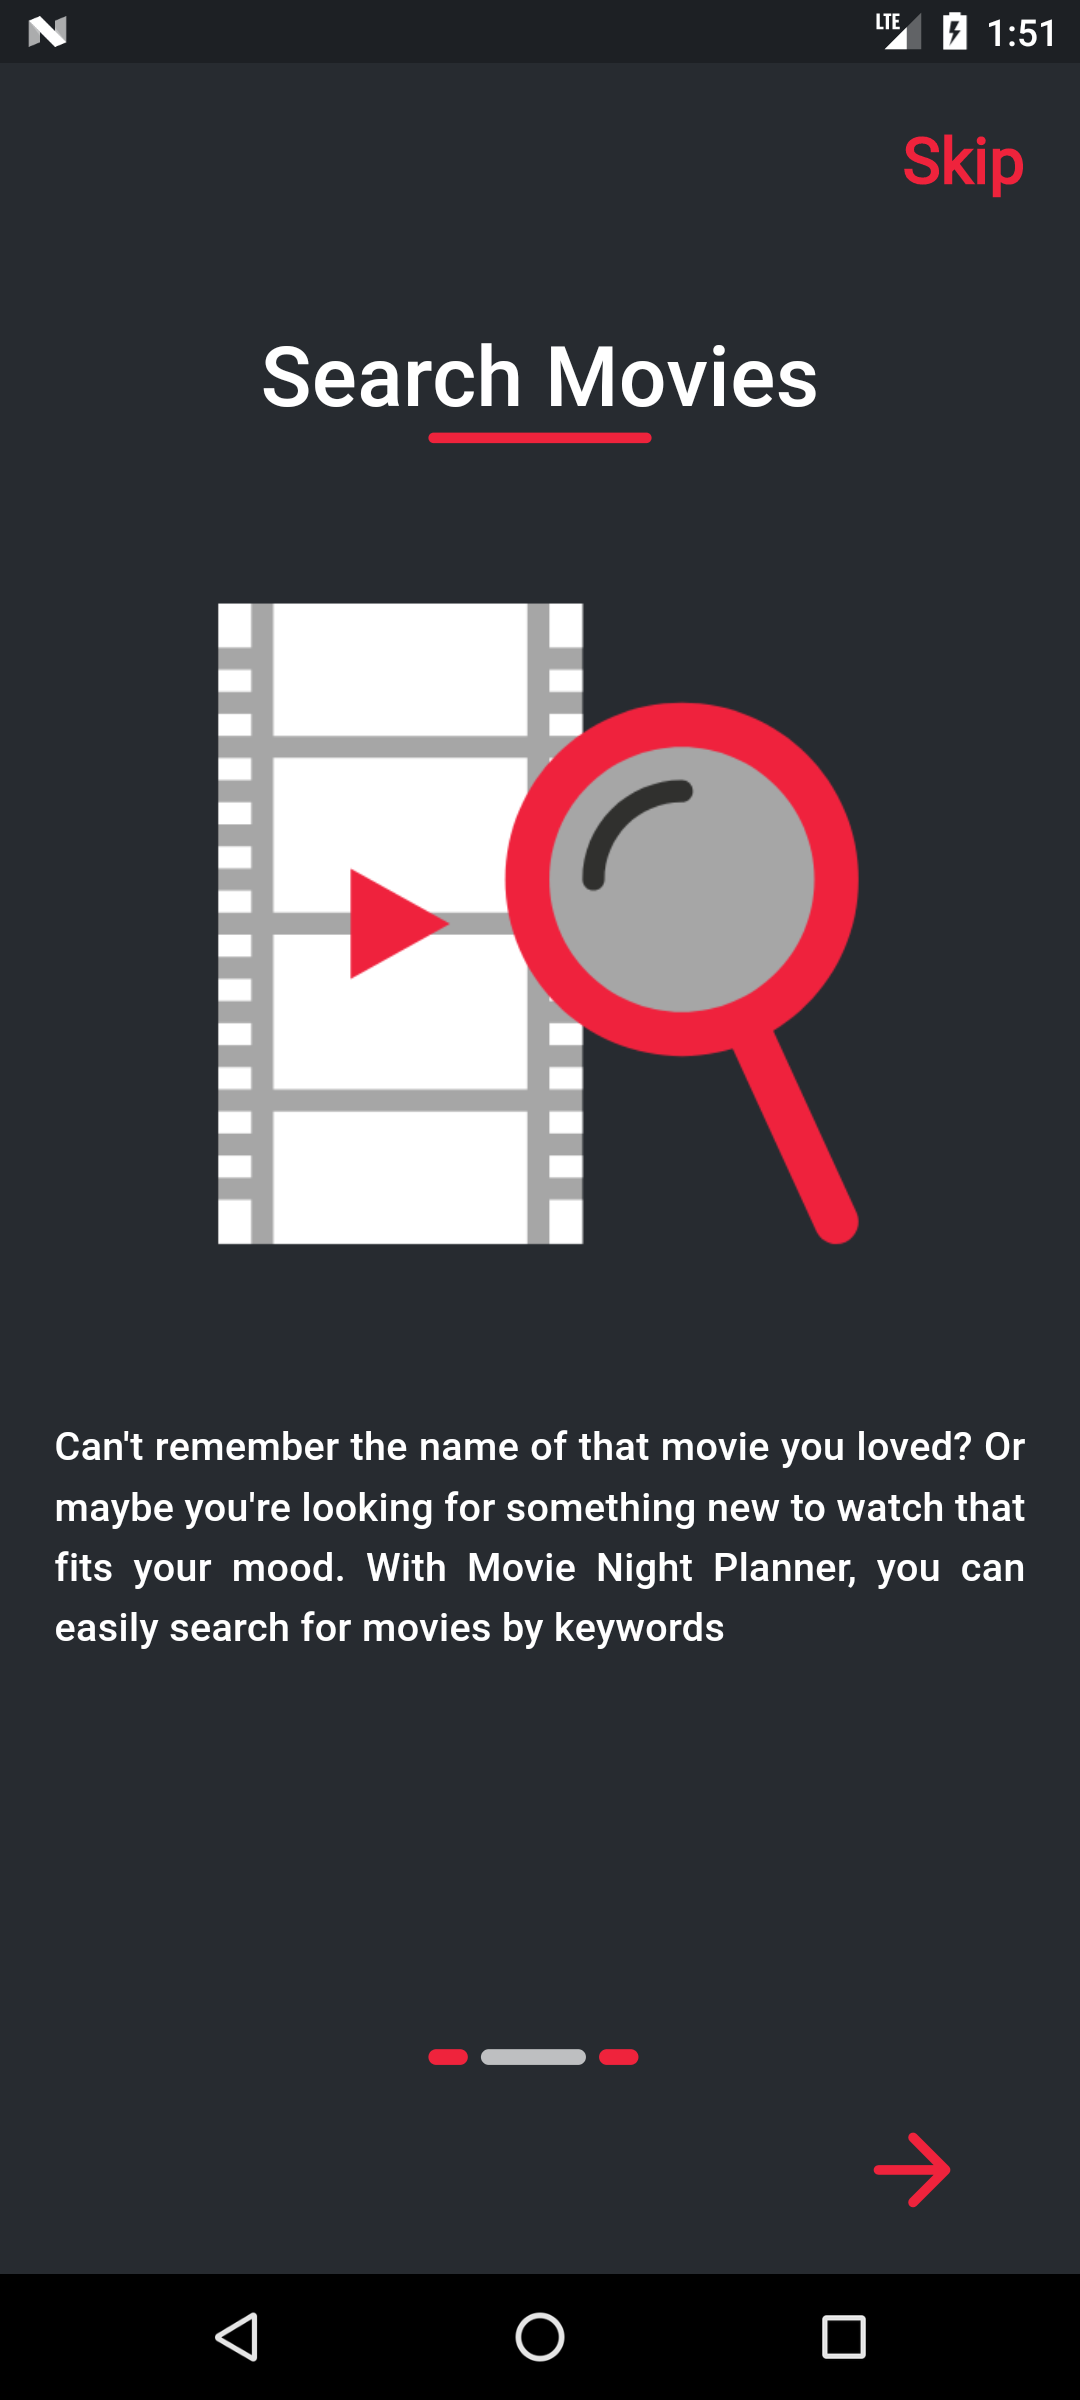 LTE 1:51
Skip
Search Movies
Can't remember the name of that movie you loved? Or
maybe you're looking for something new to watch that
fits your mood. With Movie Night Planner, you can
easily search for movies by keywords